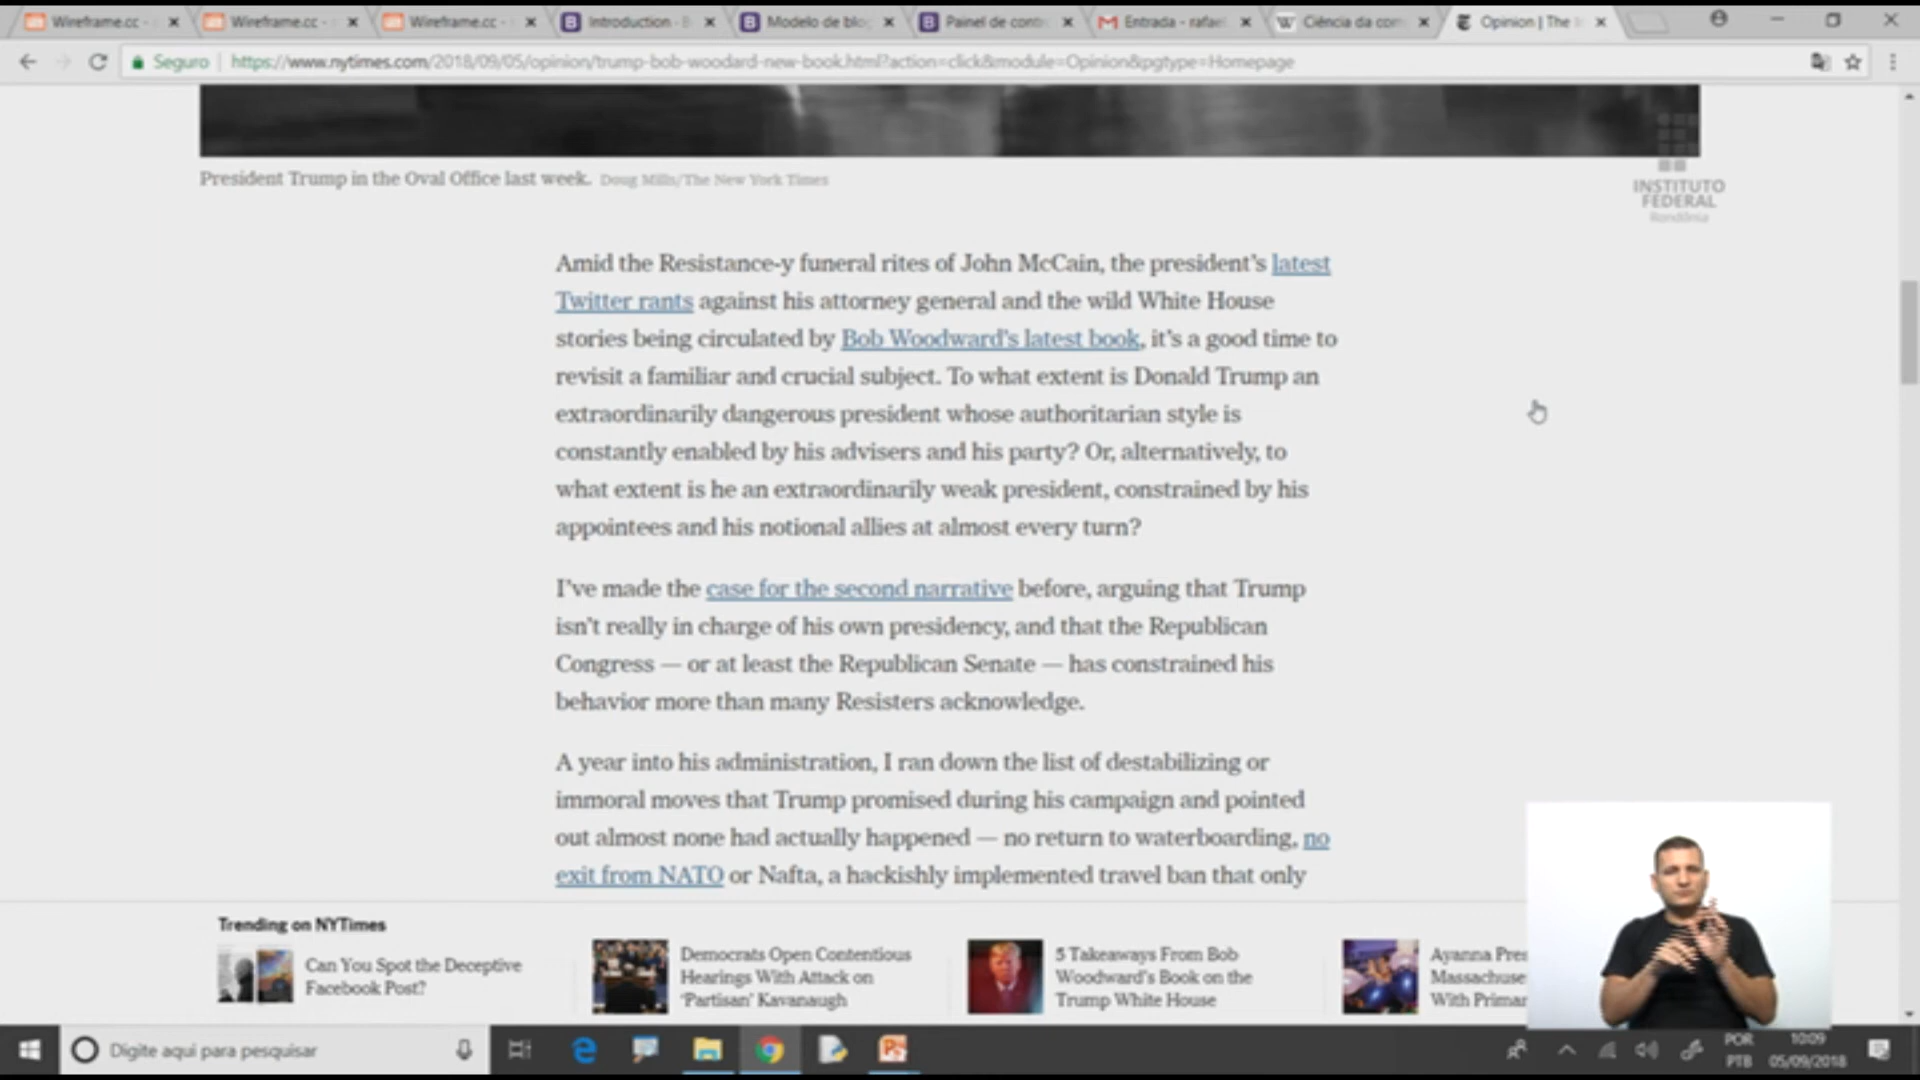 Wireframe.cc -
Wireframe.cc -
Wireframe.cc -
Introduction - B
Modelo de blo
Painel de contr
Entrada - rafael
Ciência da com
Opinion | The
Seguro
https://www.nytimes.com/2018/09/05/opinion/trump-bob-woodard-new-book.html?action=click&module=Opinion&pgtype=Homepage
President Trump in the Oval Office last week. Doug Mills/The New York Times
INSTITUTO
FEDERAL
Rondônia
Amid the Resistance-y funeral rites of John McCain, the president's latest
Twitter rants against his attorney general and the wild White House
stories being circulated by Bob Woodward's latest book, it's a good time to
revisit a familiar and crucial subject. To what extent is Donald Trump an
extraordinarily dangerous president whose authoritarian style is
constantly enabled by his advisers and his party? Or, alternatively, to
what extent is he an extraordinarily weak president, constrained by his
appointees and his notional allies at almost every turn?
I've made the case for the second narrative before, arguing that Trump
isn't really in charge of his own presidency, and that the Republican
Congress — or at least the Republican Senate — has constrained his
behavior more than many Resisters acknowledge.
A year into his administration, I ran down the list of destabilizing or
immoral moves that Trump promised during his campaign and pointed
out almost none had actually happened — no return to waterboarding, no
exit from NATO or Nafta, a hackishly implemented travel ban that only
Trending on NYTimes
Can You Spot the Deceptive
Facebook Post?
Democrats Open Contentious
Hearings With Attack on
'Partisan' Kavanaugh
5 Takeaways From Bob
Woodward's Book on the
Trump White House
Ayanna Pres
Massachuse
With Primar
Digite aqui para pesquisar
POR
PTB
10:09
05/09/2018